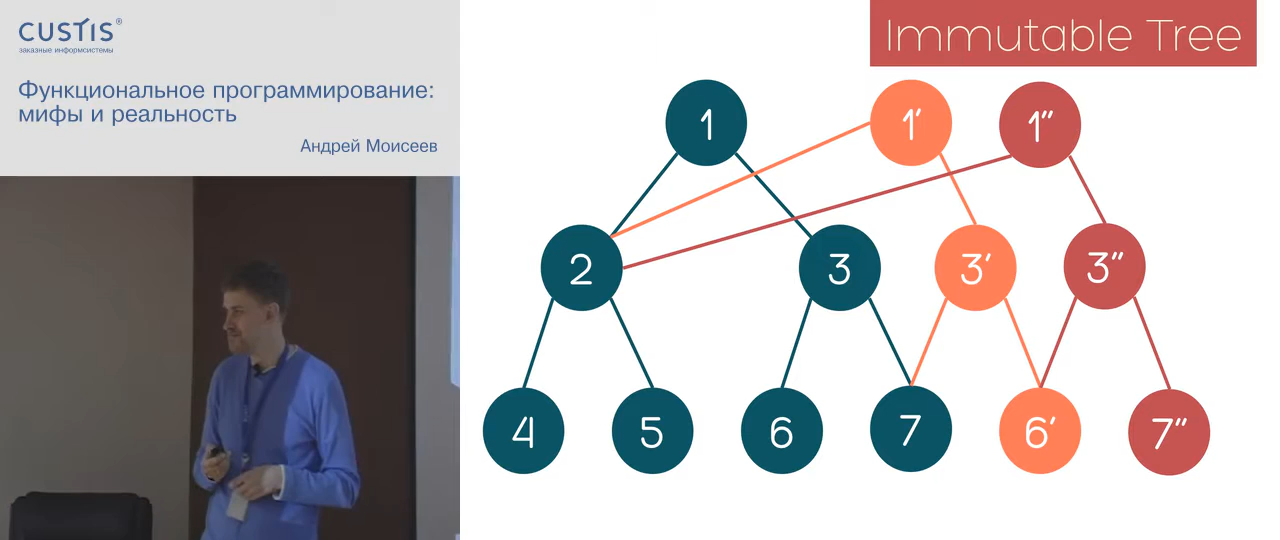 CUSTIS®
заказные информсистемы
Функциональное программирование:
мифы и реальность
Андрей Моисеев
Immutable Tree
1 1′ 1″
2 3 3′ 3″
4 5 6 7 6′ 7″